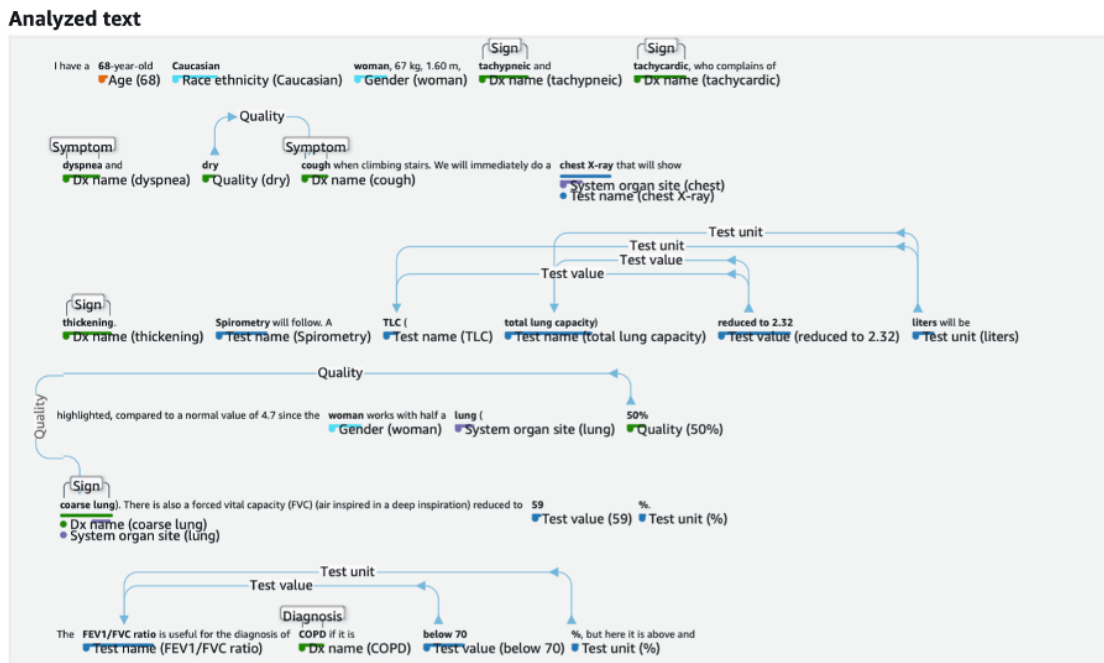 Analyzed text
Sign Sign
I have a 68-year-old Caucasian woman, 67 kg, 1.60 m, tachypneic and tachycardic, who complains of
Age (68) Race ethnicity (Caucasian) Gender (woman) Dx name (tachypneic) Dx name (tachycardic)
Quality
Symptom Symptom
dyspnea and dry cough when climbing stairs. We will immediately do a chest X-ray that will show
Dx name (dyspnea) Quality (dry) Dx name (cough) System organ site (chest)
Test name (chest X-ray)
Test unit
Test unit
Test value
Test value
Sign
thickening. Spirometry will follow. A TLC ( total lung capacity) reduced to 2.32 liters will be
Dx name (thickening) Test name (Spirometry) Test name (TLC) Test name (total lung capacity) Test value (reduced to 2.32) Test unit (liters)
Quality
Quality
highlighted, compared to a normal value of 4.7 since the woman works with half a lung ( 50%
Gender (woman) System organ site (lung) Quality (50%)
Sign
coarse lung). There is also a forced vital capacity (FVC) (air inspired in a deep inspiration) reduced to 59 %.
Dx name (coarse lung) Test value (59) Test unit (%)
System organ site (lung)
Test unit
Test value
Diagnosis
The FEV1/FVC ratio is useful for the diagnosis of COPD if it is below 70 %, but here it is above and
Test name (FEV1/FVC ratio) Dx name (COPD) Test value (below 70) Test unit (%)